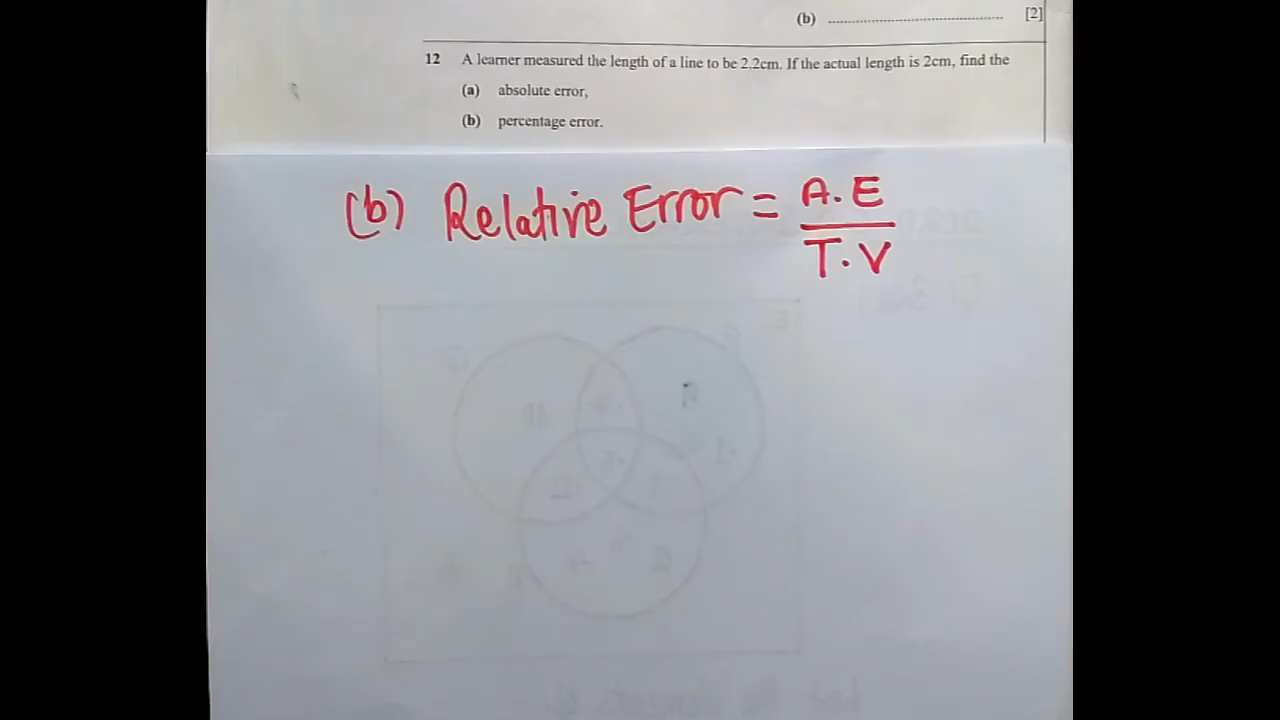 (b) ............................................ [2]
12 A learner measured the length of a line to be 2.2cm. If the actual length is 2cm, find the
(a) absolute error,
(b) percentage error.
(b) Relative Error = A.E
T.V